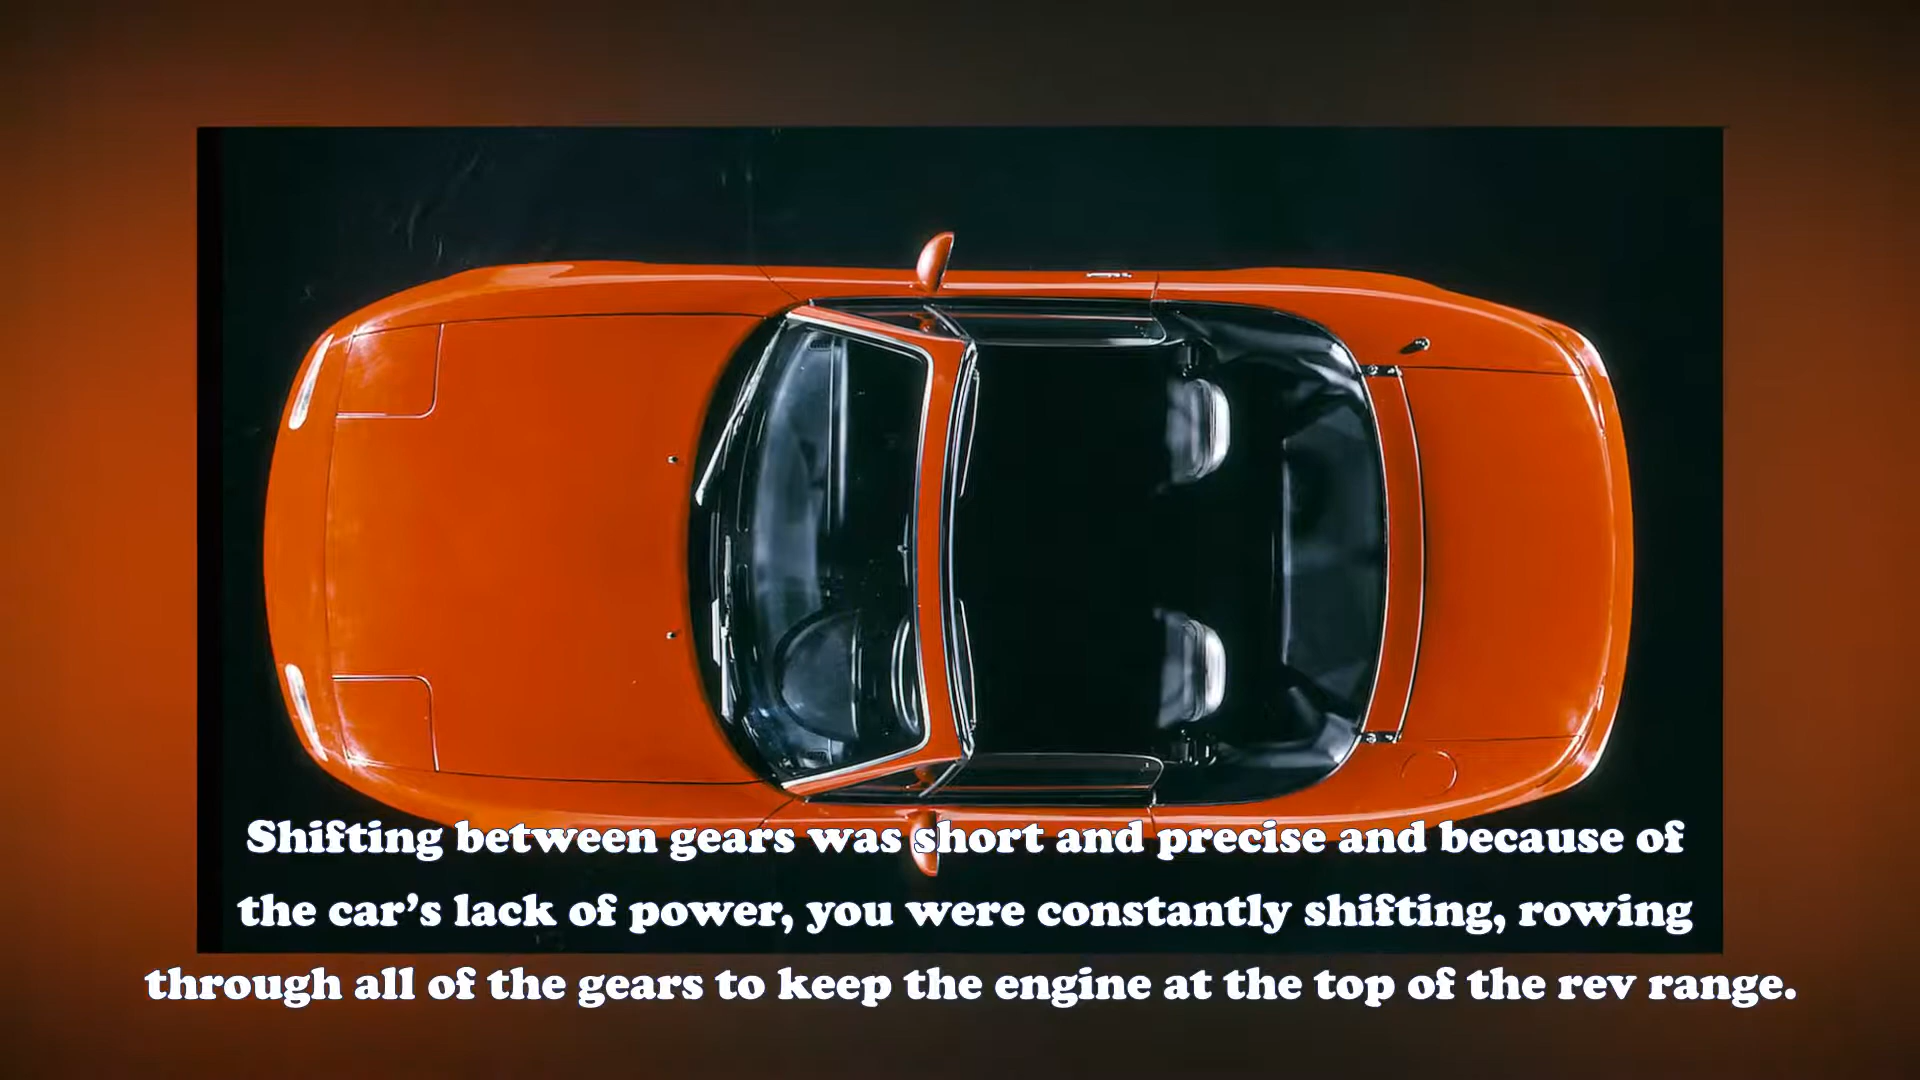 Shifting between gears was short and precise and because of
the car’s lack of power, you were constantly shifting, rowing
through all of the gears to keep the engine at the top of the rev range.